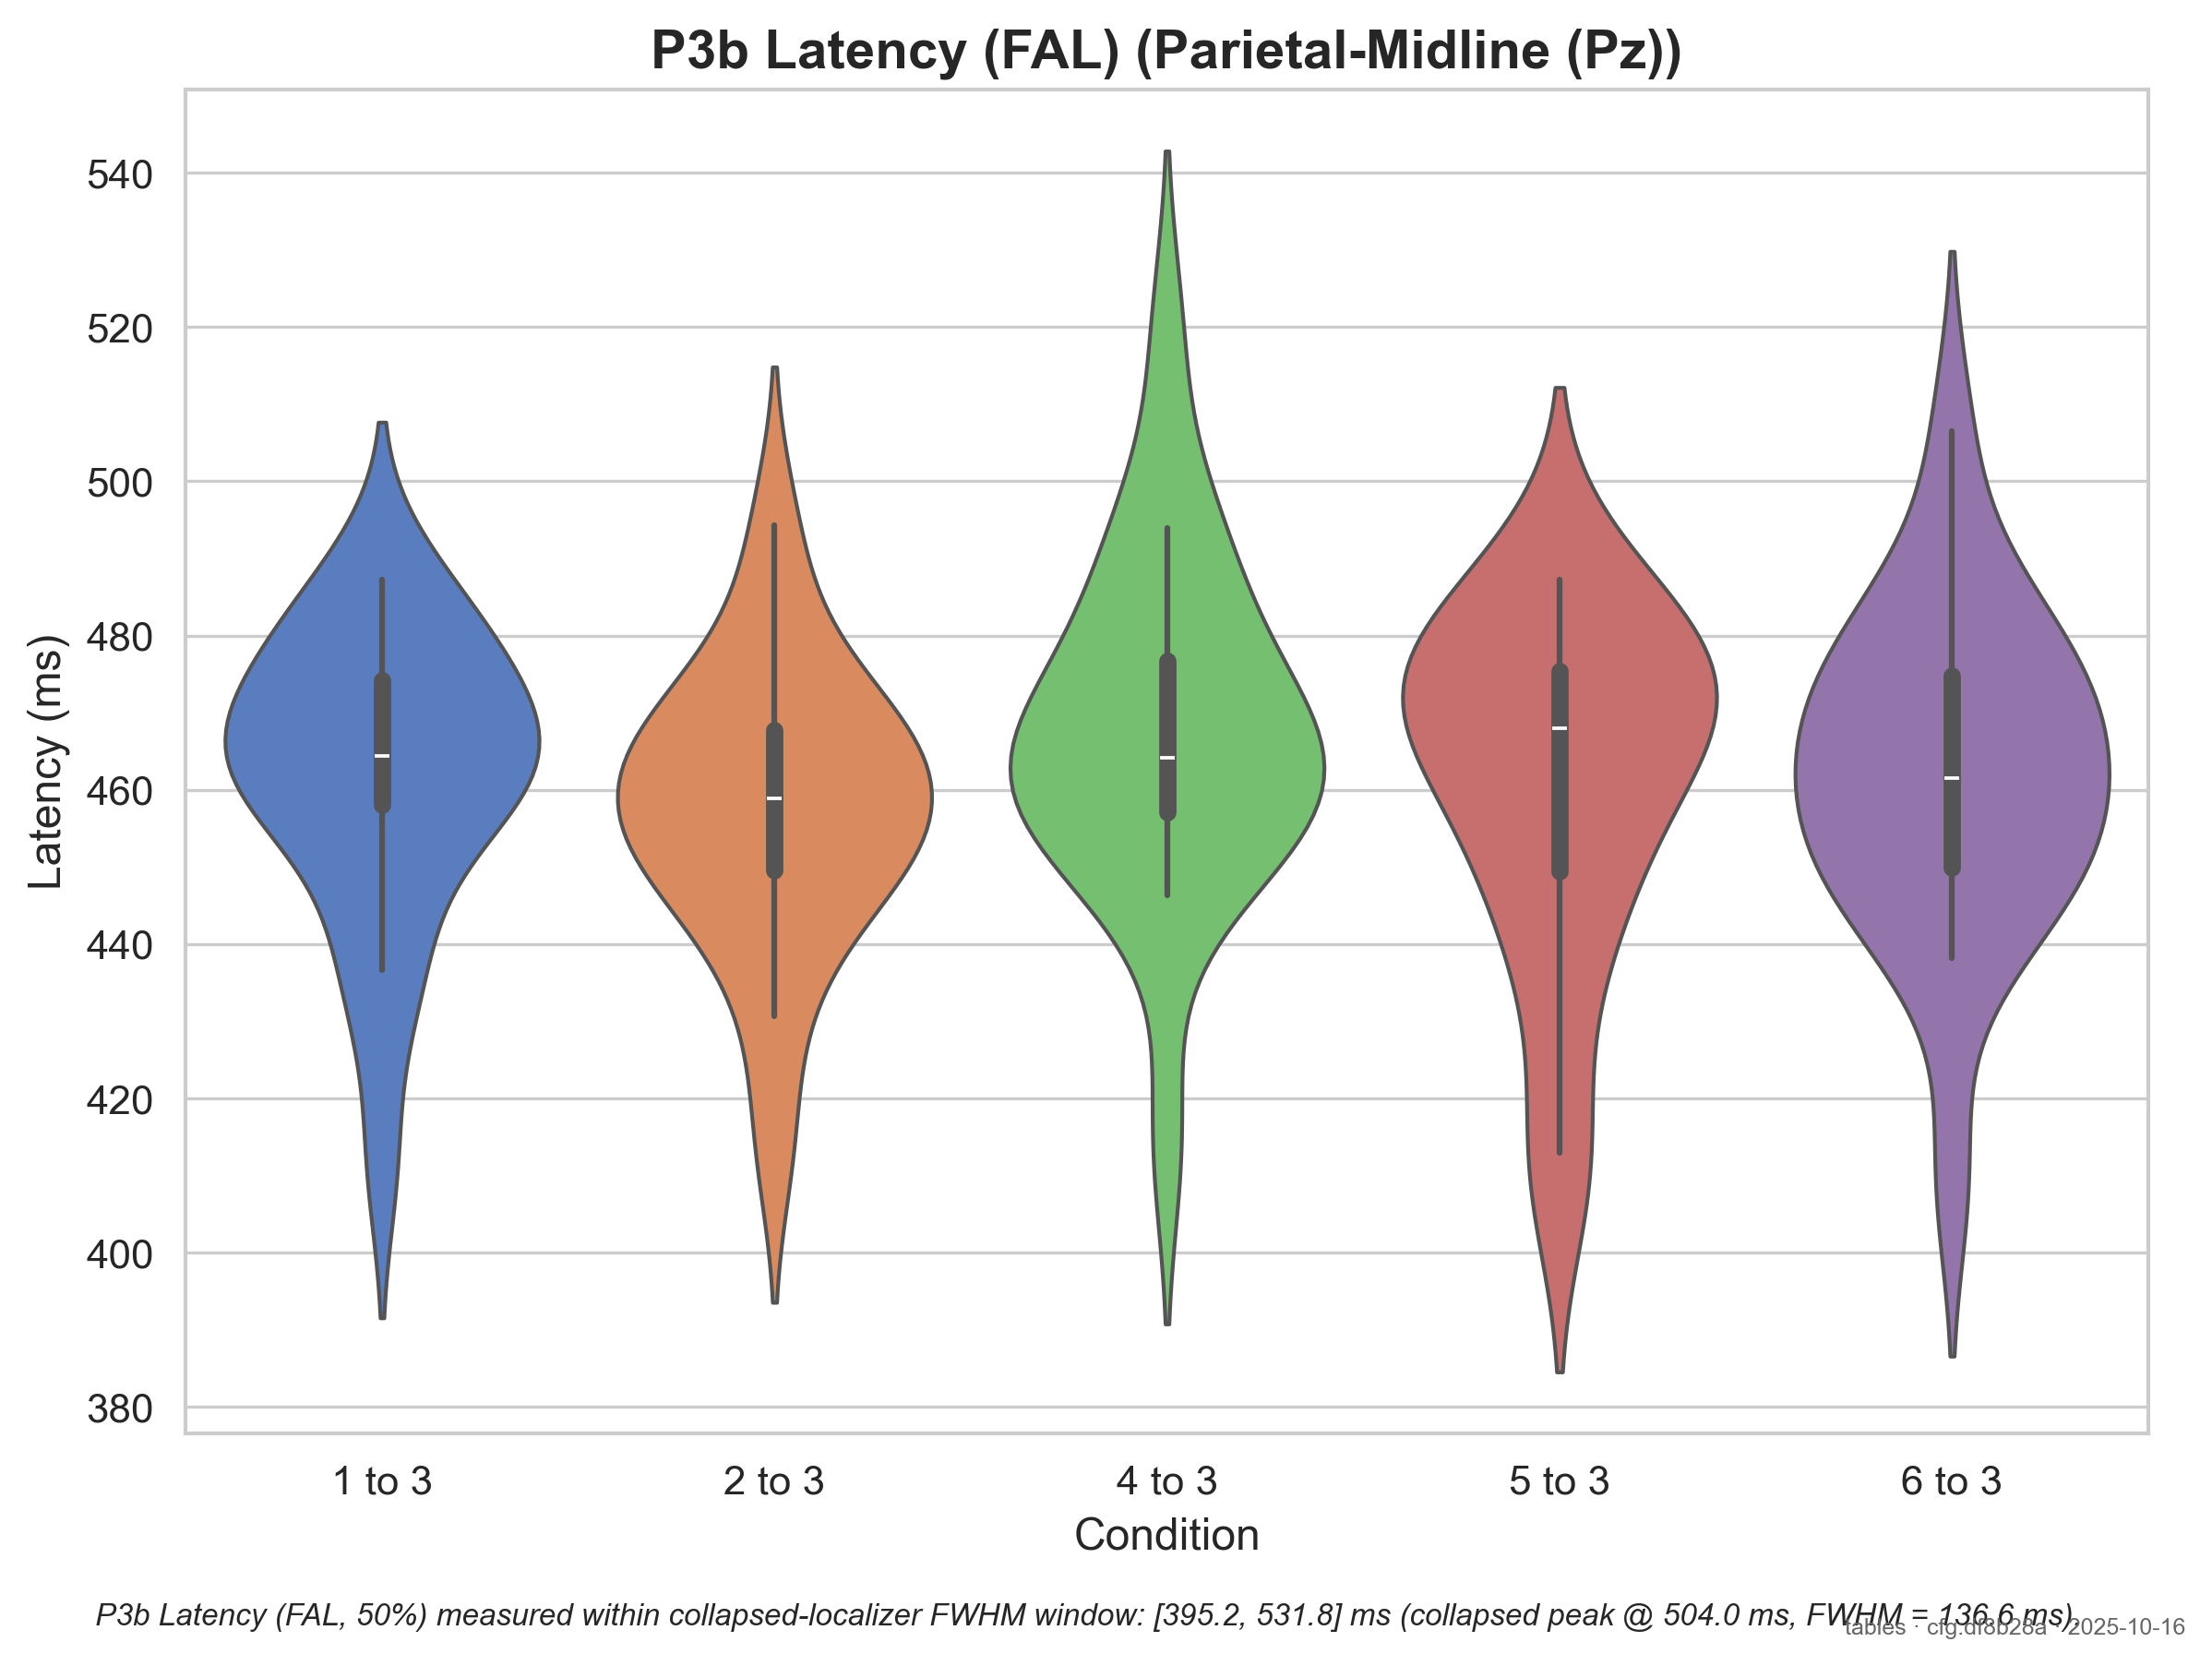 P3b Latency (FAL) (Parietal-Midline (Pz))
Latency (ms)
540
520
500
480
460
440
420
400
380
1 to 3 2 to 3 4 to 3 5 to 3 6 to 3
Condition
P3b Latency (FAL, 50%) measured within collapsed-localizer FWHM window: [395.2, 531.8] ms (collapsed peak @ 504.0 ms, FWHM = 136.6 ms).
tables · cfg:df8b28a · 2025-10-16